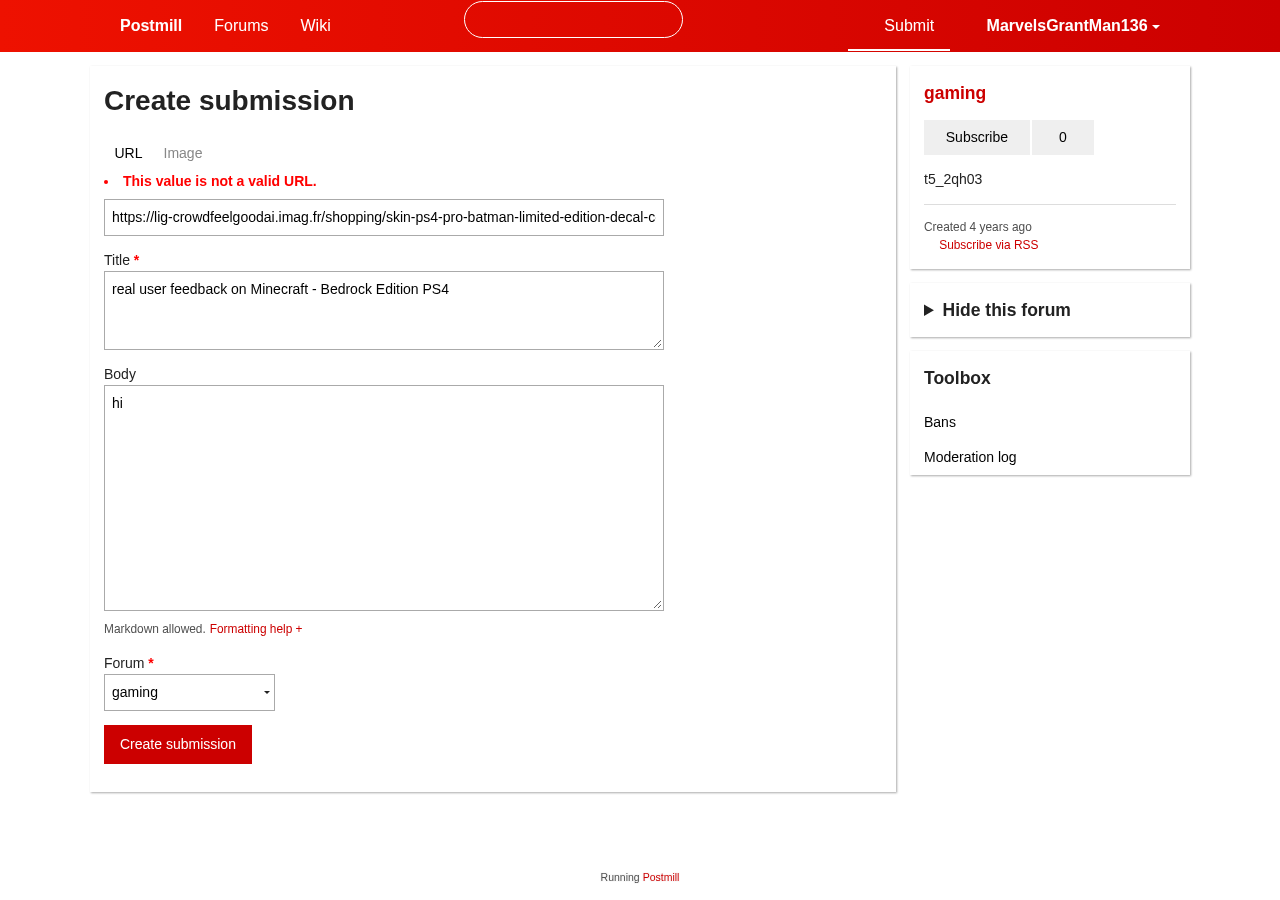 Postmill Forums Wiki Submit MarvelsGrantMan136
Create submission
URL Image
• This value is not a valid URL.
https://lig-crowdfeelgoodai.imag.fr/shopping/skin-ps4-pro-batman-limited-edition-decal-c
Title *
real user feedback on Minecraft - Bedrock Edition PS4
Body
hi
Markdown allowed. Formatting help +
Forum *
gaming
Create submission
gaming
Subscribe 0
t5_2qh03
Created 4 years ago
Subscribe via RSS
Hide this forum
Toolbox
Bans
Moderation log
Running Postmill